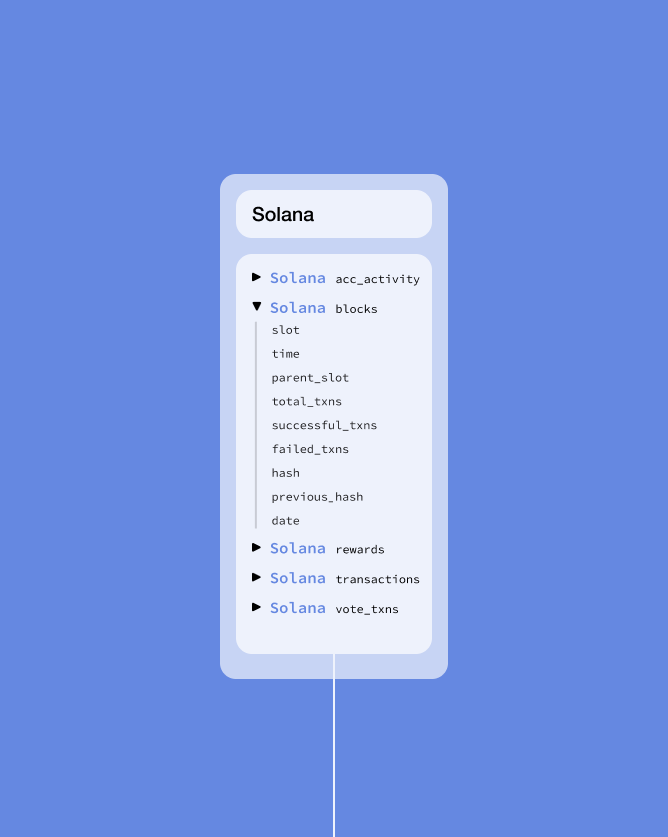 Solana
Solana acc_activity
Solana blocks
slot
time
parent_slot
total_txns
successful_txns
failed_txns
hash
previous_hash
date
Solana rewards
Solana transactions
Solana vote_txns